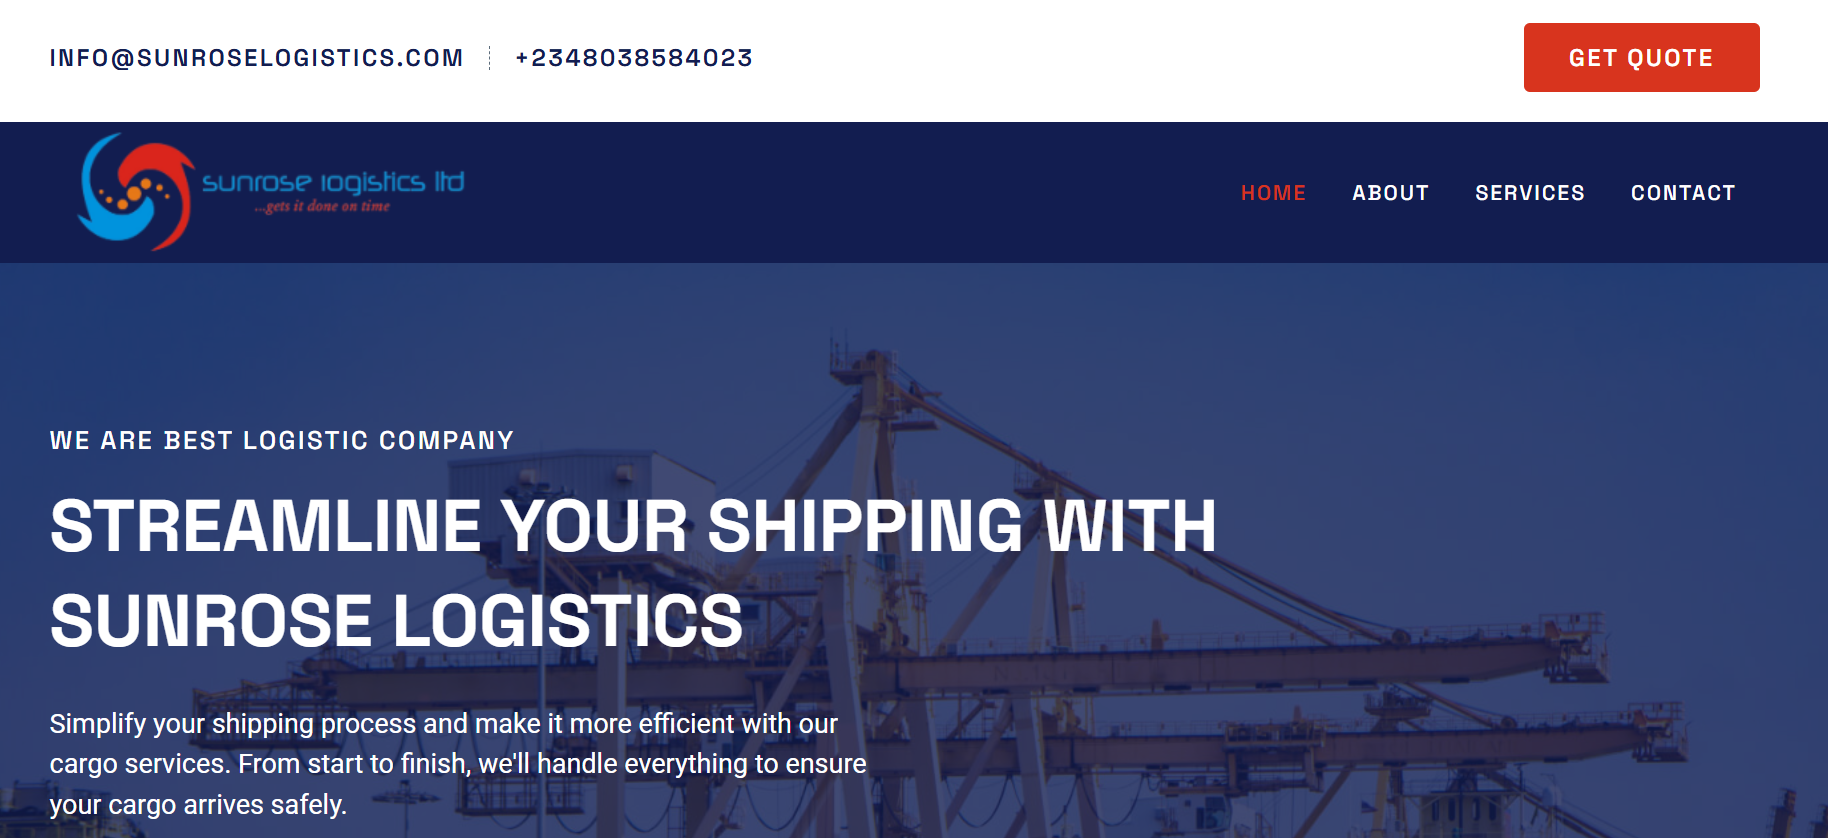 INFO@SUNROSELOGISTICS.COM
+2348038584023
GET QUOTE
sunrose logistics ltd
...gets it done on time
HOME ABOUT SERVICES CONTACT
WE ARE BEST LOGISTIC COMPANY
STREAMLINE YOUR SHIPPING WITH
SUNROSE LOGISTICS
Simplify your shipping process and make it more efficient with our
cargo services. From start to finish, we'll handle everything to ensure
your cargo arrives safely.